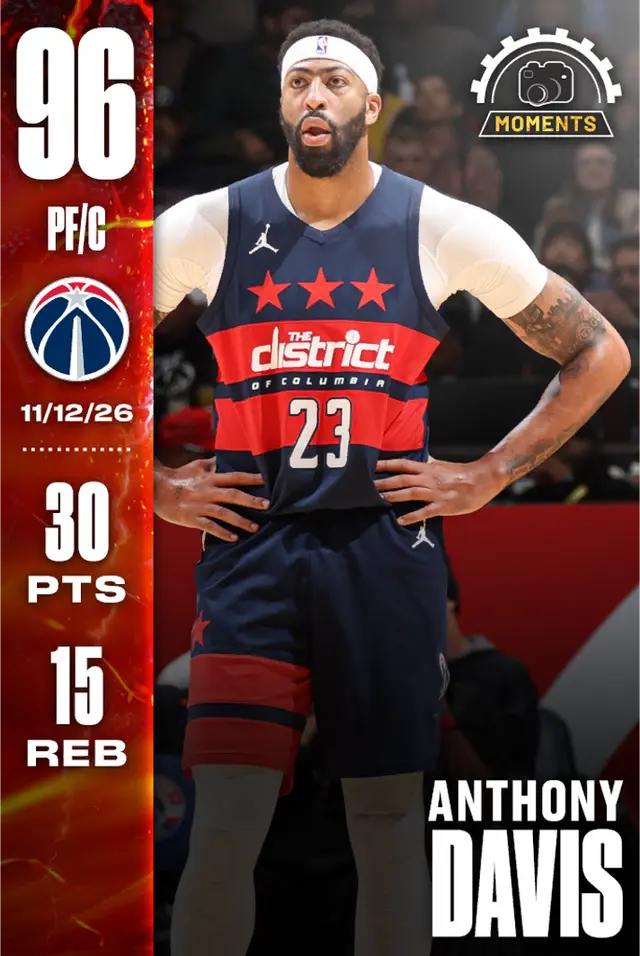 96
PF/C
11/12/26
30
PTS
15
REB
MOMENTS
THE
district
OF COLUMBIA
23
ANTHONY
DAVIS